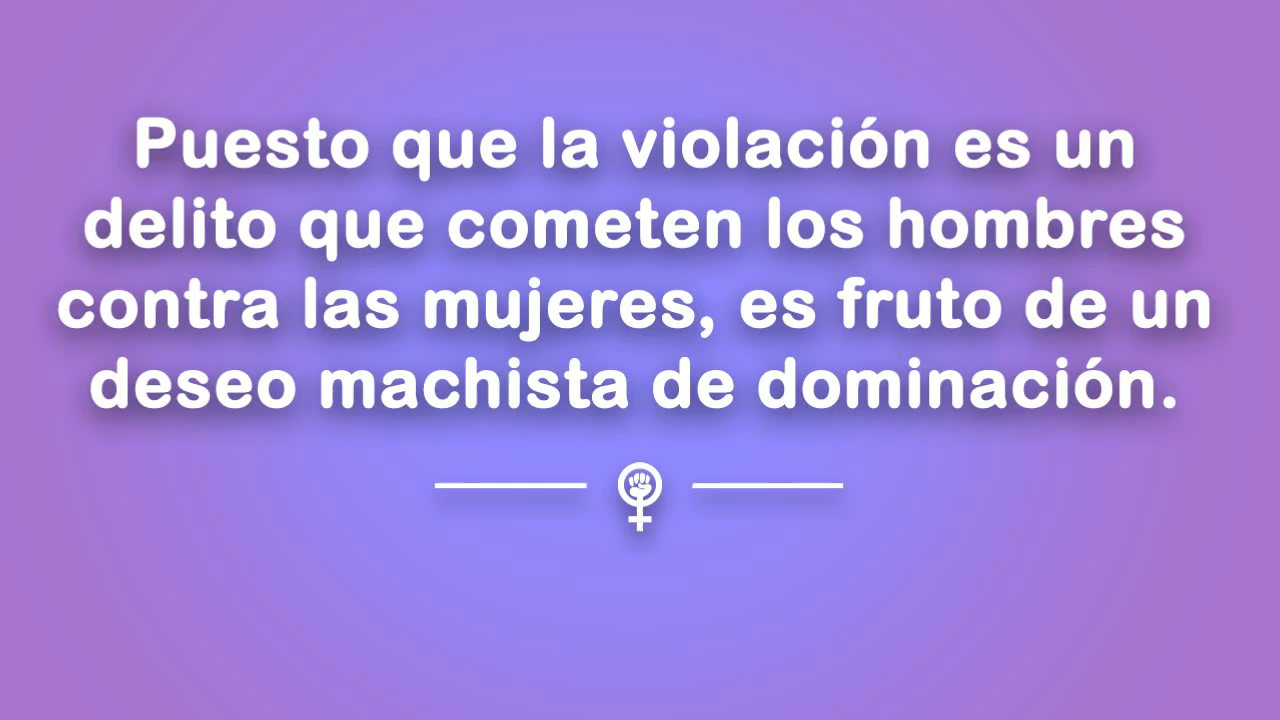 Puesto que la violación es un
delito que cometen los hombres
contra las mujeres, es fruto de un
deseo machista de dominación.